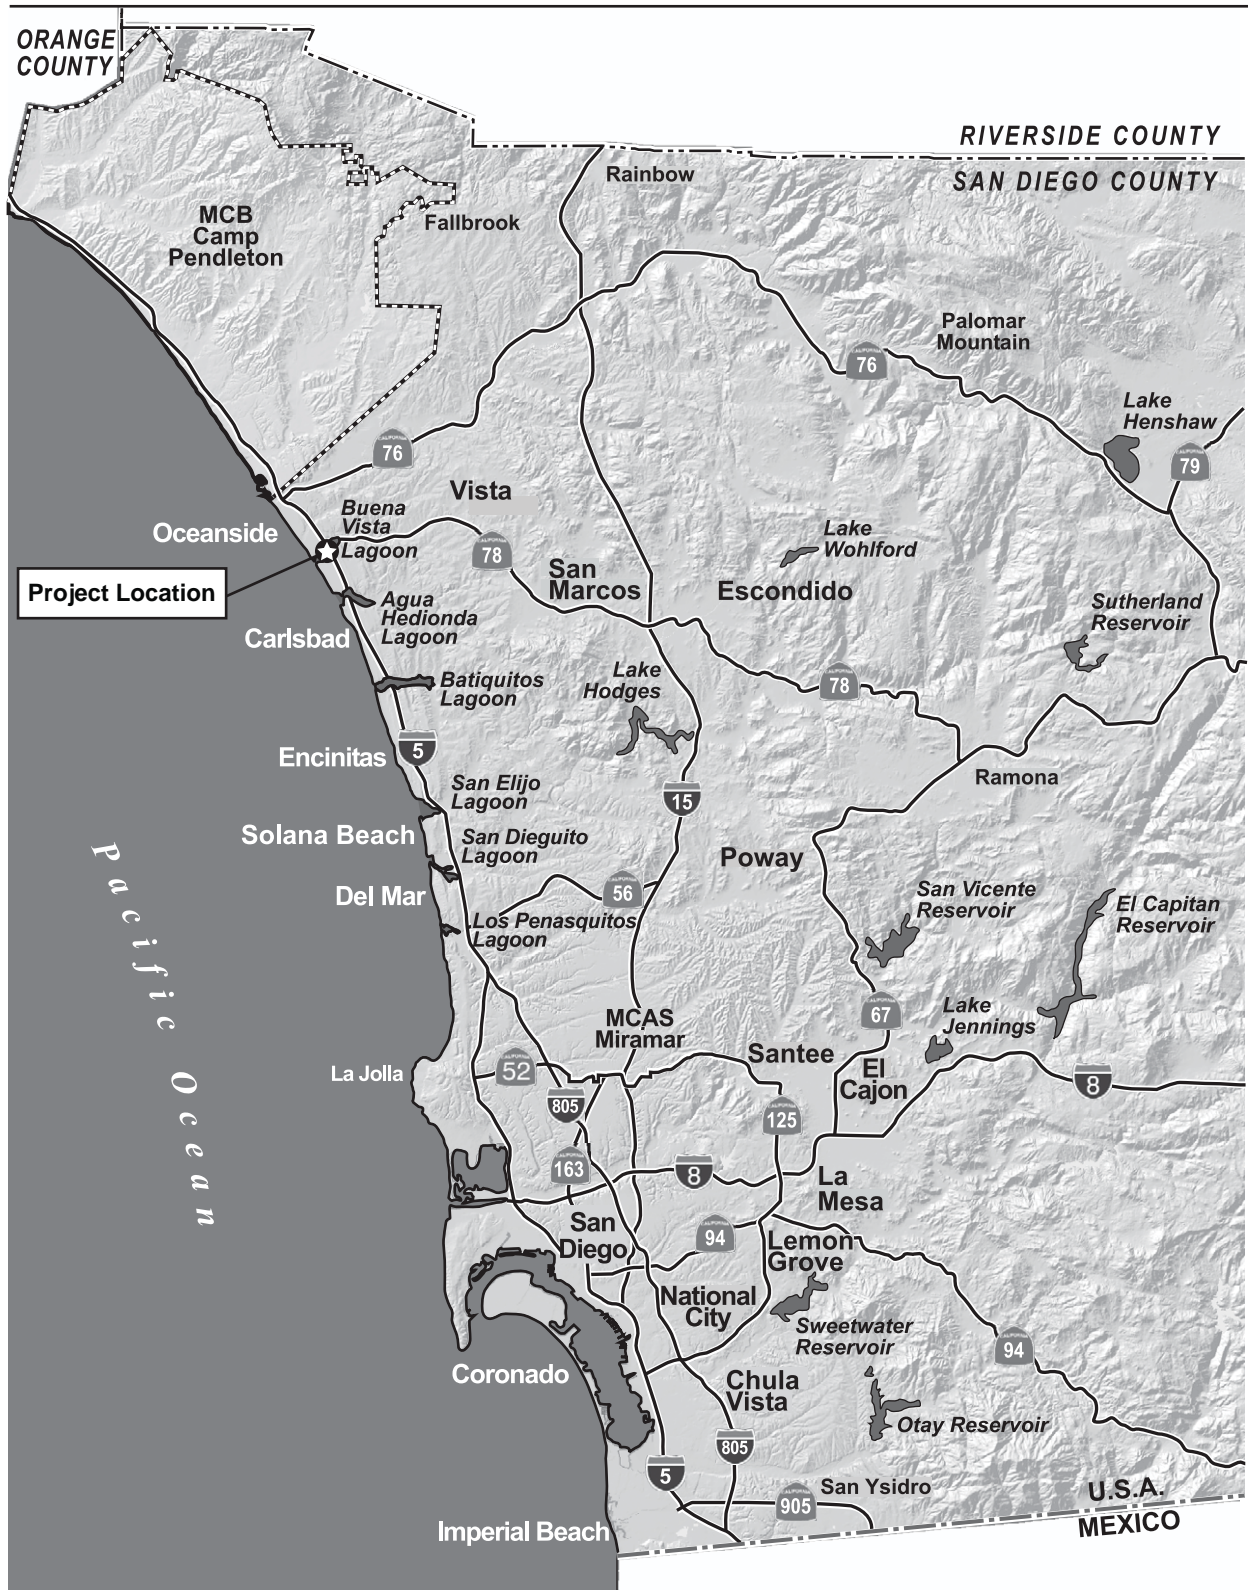 ORANGE
COUNTY
RIVERSIDE COUNTY
SAN DIEGO COUNTY
Rainbow
MCB
Camp
Pendleton
Fallbrook
Palomar
Mountain
76
Lake
Henshaw
CALIFORNIA
76
79
Vista
Buena
Vista
Lagoon
Oceanside
78
Lake
Wohlford
San
Marcos
Escondido
Project Location
Agua
Hedionda
Lagoon
Sutherland
Reservoir
Carlsbad
Batiquitos
Lagoon
Lake
Hodges
78
Encinitas
5
San Elijo
Lagoon
15
Ramona
Solana Beach
San Dieguito
Lagoon
Poway
Del Mar
56
San Vicente
Reservoir
El Capitan
Reservoir
Los Penasquitos
Lagoon
Pacific Ocean
67
Lake
Jennings
MCAS
Miramar
Santee
La Jolla
CALIFORNIA
52
El
Cajon
8
805
125
163
8
La
Mesa
San
Diego
94
Lemon
Grove
National
City
Sweetwater
Reservoir
94
Coronado
Chula
Vista
Otay Reservoir
805
5
San Ysidro
905
U.S.A.
MEXICO
Imperial Beach